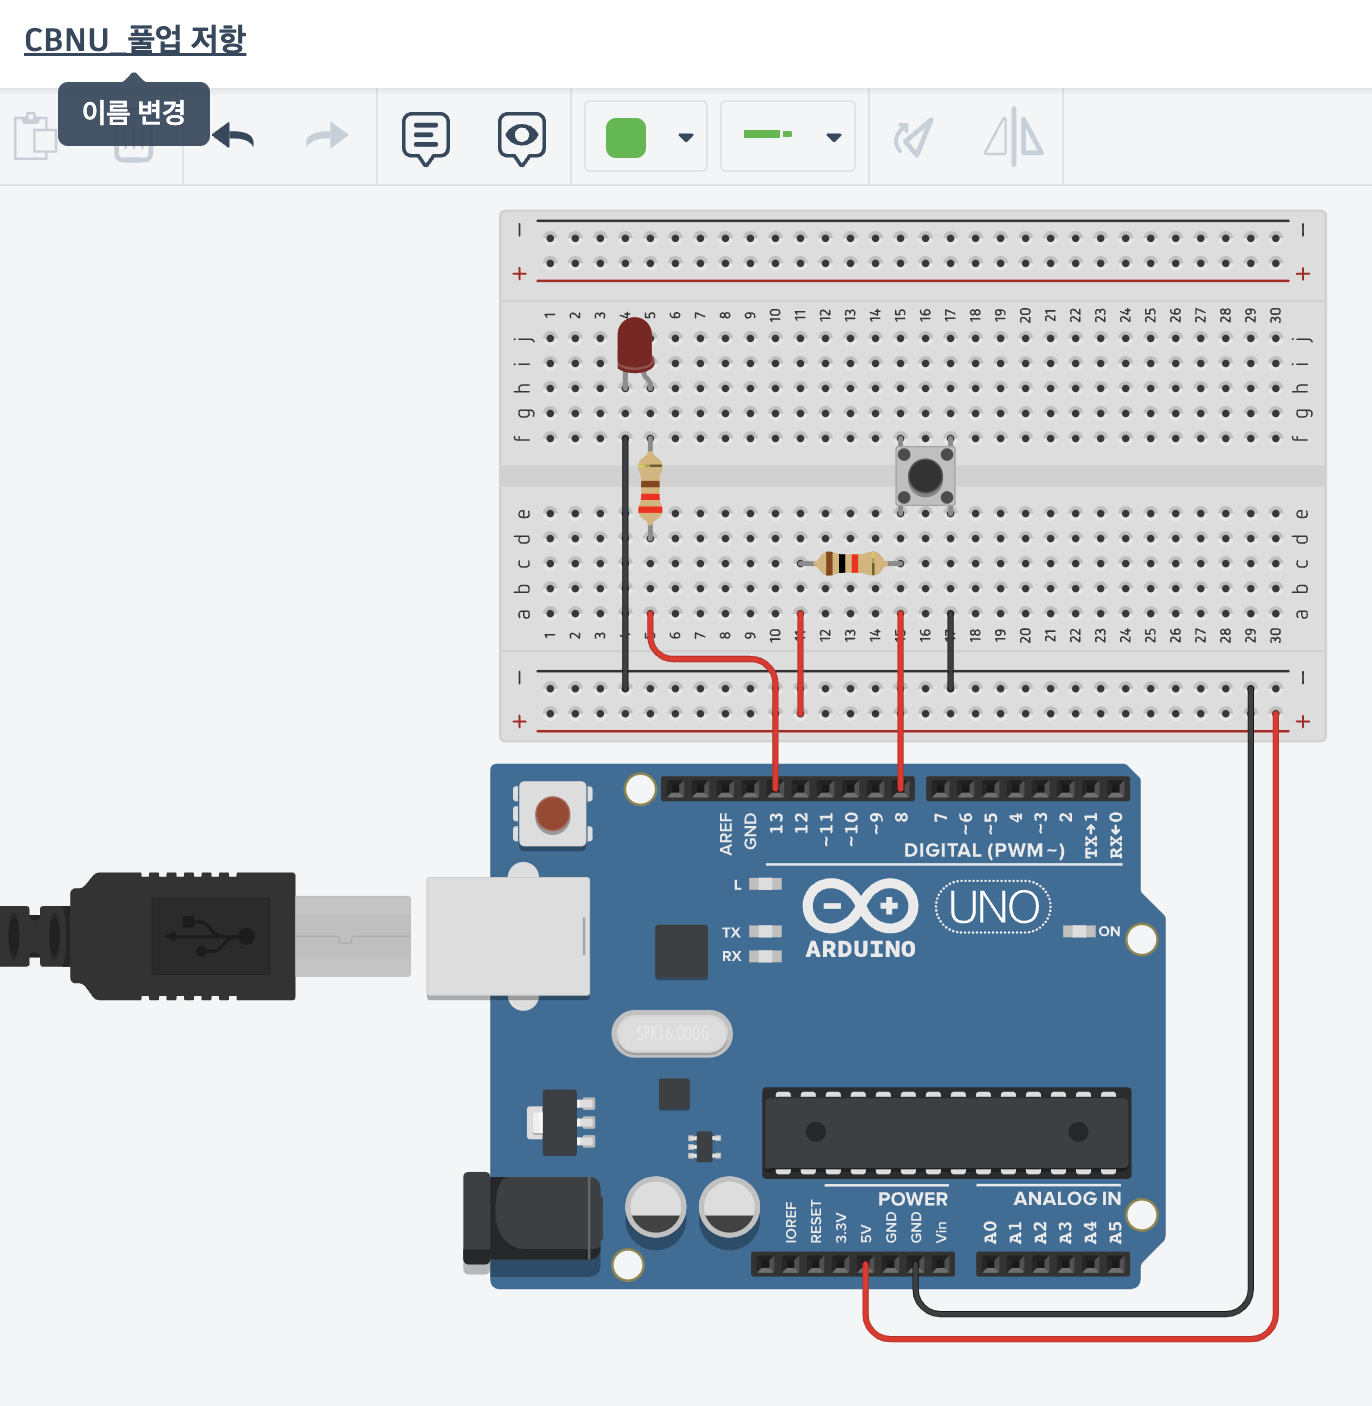 CBNU_풀업 저항
이름 변경
− −
+ +
1 2 3 4 5 6 7 8 9 10 11 12 13 14 15 16 17 18 19 20 21 22 23 24 25 26 27 28 29 30
j j
i i
h h
g g
f f
e e
d d
c c
b b
a a
1 2 3 4 5 6 7 8 9 10 11 12 13 14 15 16 17 18 19 20 21 22 23 24 25 26 27 28 29 30
− −
+ +
AREF GND 13 12 ~11 ~10 ~9 8 7 ~6 ~5 4 ~3 2 TX→1 RX←0
DIGITAL (PWM~)
L
UNO
TX
RX
ARDUINO
ON
SPK16.000G
POWER
ANALOG IN
IOREF RESET 3.3V 5V GND GND Vin A0 A1 A2 A3 A4 A5